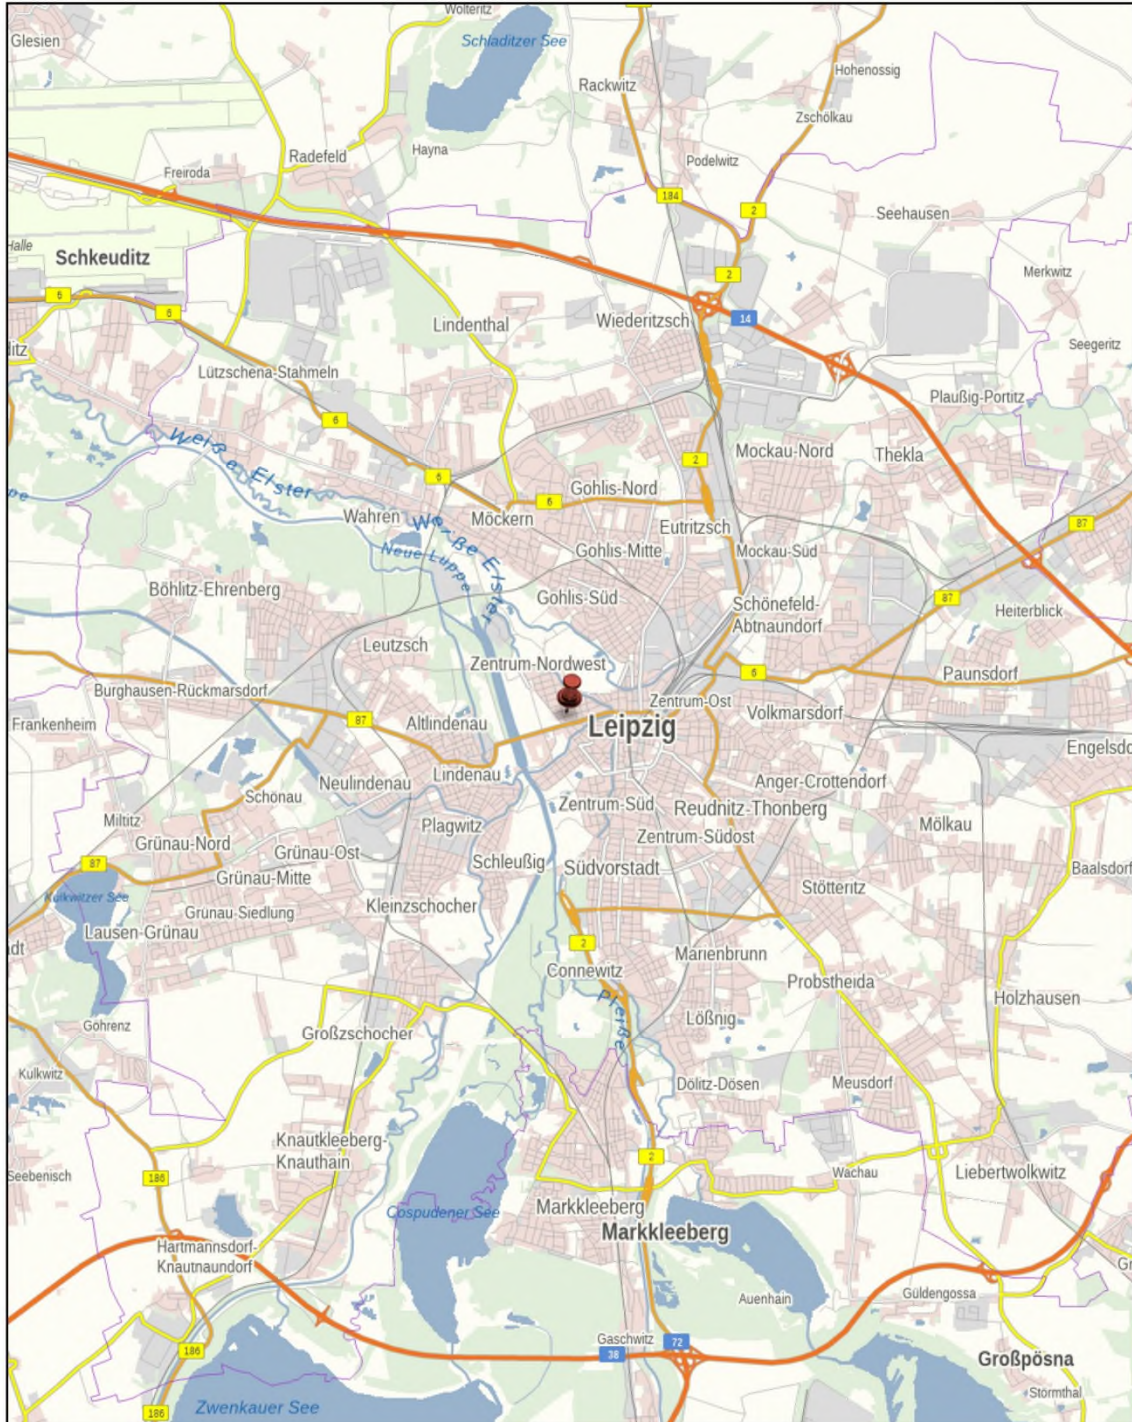 Wolteritz
Glesien
Schladitzer See
Hohenossig
Rackwitz
Zschölkau
Hayna
Radefeld
Podelwitz
Freiroda
184
2
Seehausen
Halle
Schkeuditz
2
Merkwitz
6
6
14
Wiederitzsch
Lindenthal
Seegeritz
ditz
Lützschena-Stahmeln
Plaußig-Portitz
6
Weiße Elster
2
Mockau-Nord
Thekla
6
Gohlis-Nord
6
Wahren
Möckern
Weiße Elster
Eutritzsch
87
Neue Luppe
Gohlis-Mitte
Mockau-Süd
Böhlitz-Ehrenberg
Gohlis-Süd
Schönefeld-
Abtnaundorf
87
Heiterblick
Leutzsch
Zentrum-Nordwest
6
Paunsdorf
Burghausen-Rückmarsdorf
Zentrum-Ost
Frankenheim
87
Altlindenau
Leipzig
Volkmarsdorf
Engelsdo
Neulindenau
Lindenau
Anger-Crottendorf
Schönau
Zentrum-Süd
Reudnitz-Thonberg
Miltitz
Plagwitz
Zentrum-Südost
Mölkau
Grünau-Nord
Grünau-Ost
87
Schleußig
Südvorstadt
Baalsdorf
Grünau-Mitte
Stötteritz
Kulkwitzer See
Grünau-Siedlung
Kleinzschocher
Lausen-Grünau
2
Marienbrunn
Connewitz
Probstheida
Pleiße
Holzhausen
Göhrenz
Großzschocher
Lößnig
Kulkwitz
Dölitz-Dösen
Meusdorf
Knautkleeberg-
Knauthain
2
Seebenisch
186
Wachau
Liebertwolkwitz
Cospudener See
Markkleeberg
Markkleeberg
Hartmannsdorf-
Knautnaundorf
Auenhain
Güldengossa
Gaschwitz
72
38
186
Großpösna
Störmthal
186
Zwenkauer See